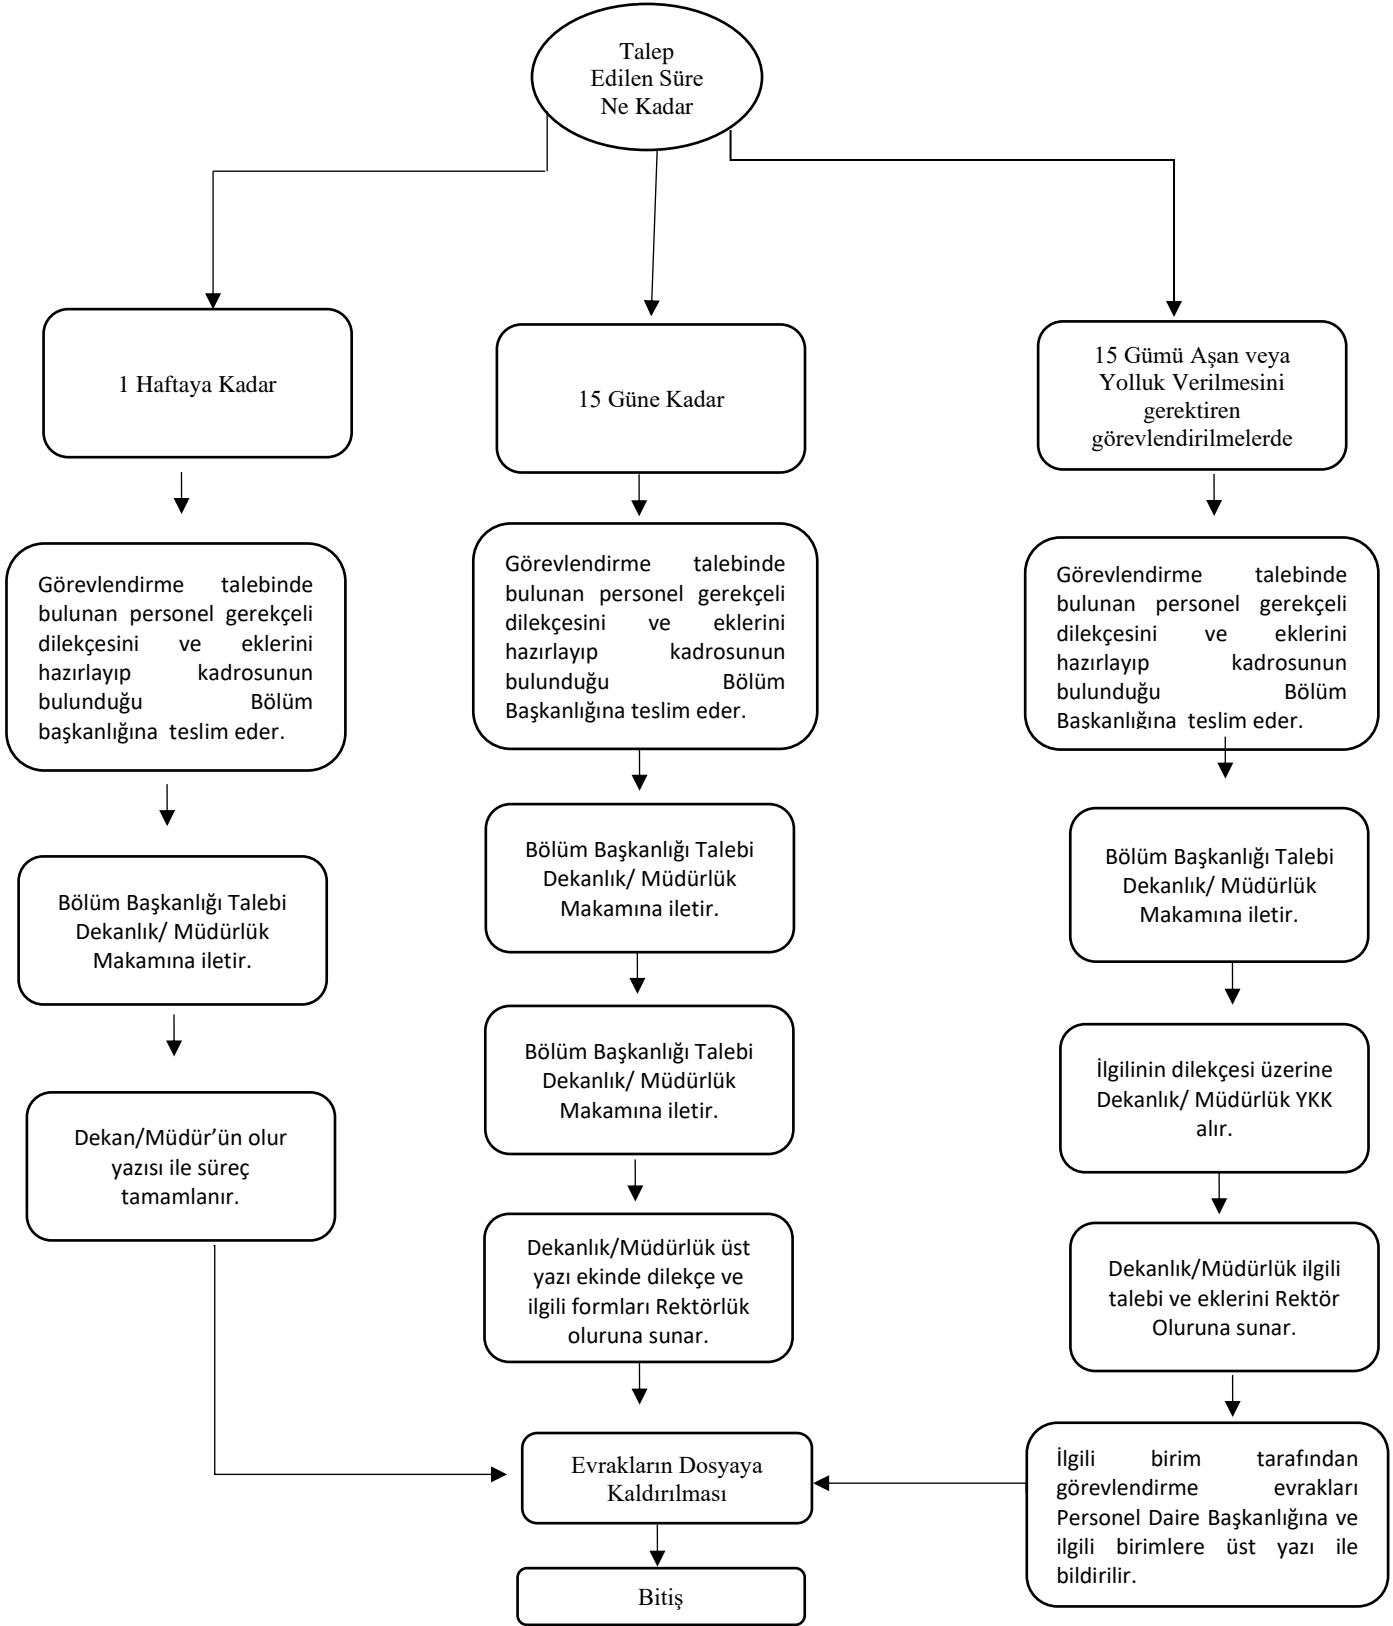 Talep
Edilen Süre
Ne Kadar
1 Haftaya Kadar
15 Güne Kadar
15 Gümü Aşan veya
Yolluk Verilmesini
gerektiren
görevlendirilmelerde
Görevlendirme talebinde
bulunan personel gerekçeli
dilekçesini ve eklerini
hazırlayıp kadrosunun
bulunduğu Bölüm
başkanlığına teslim eder.
Görevlendirme talebinde
bulunan personel gerekçeli
dilekçesini ve eklerini
hazırlayıp kadrosunun
bulunduğu Bölüm
Başkanlığına teslim eder.
Görevlendirme talebinde
bulunan personel gerekçeli
dilekçesini ve eklerini
hazırlayıp kadrosunun
bulunduğu Bölüm
Başkanlığına teslim eder.
Bölüm Başkanlığı Talebi
Dekanlık/ Müdürlük
Makamına iletir.
Bölüm Başkanlığı Talebi
Dekanlık/ Müdürlük
Makamına iletir.
Bölüm Başkanlığı Talebi
Dekanlık/ Müdürlük
Makamına iletir.
Dekan/Müdür’ün olur
yazısı ile süreç
tamamlanır.
Bölüm Başkanlığı Talebi
Dekanlık/ Müdürlük
Makamına iletir.
İlgilinin dilekçesi üzerine
Dekanlık/ Müdürlük YKK
alır.
Dekanlık/Müdürlük üst
yazı ekinde dilekçe ve
ilgili formları Rektörlük
oluruna sunar.
Dekanlık/Müdürlük ilgili
talebi ve eklerini Rektör
Oluruna sunar.
Evrakların Dosyaya
Kaldırılması
İlgili birim tarafından
görevlendirme evrakları
Personel Daire Başkanlığına ve
ilgili birimlere üst yazı ile
bildirilir.
Bitiş